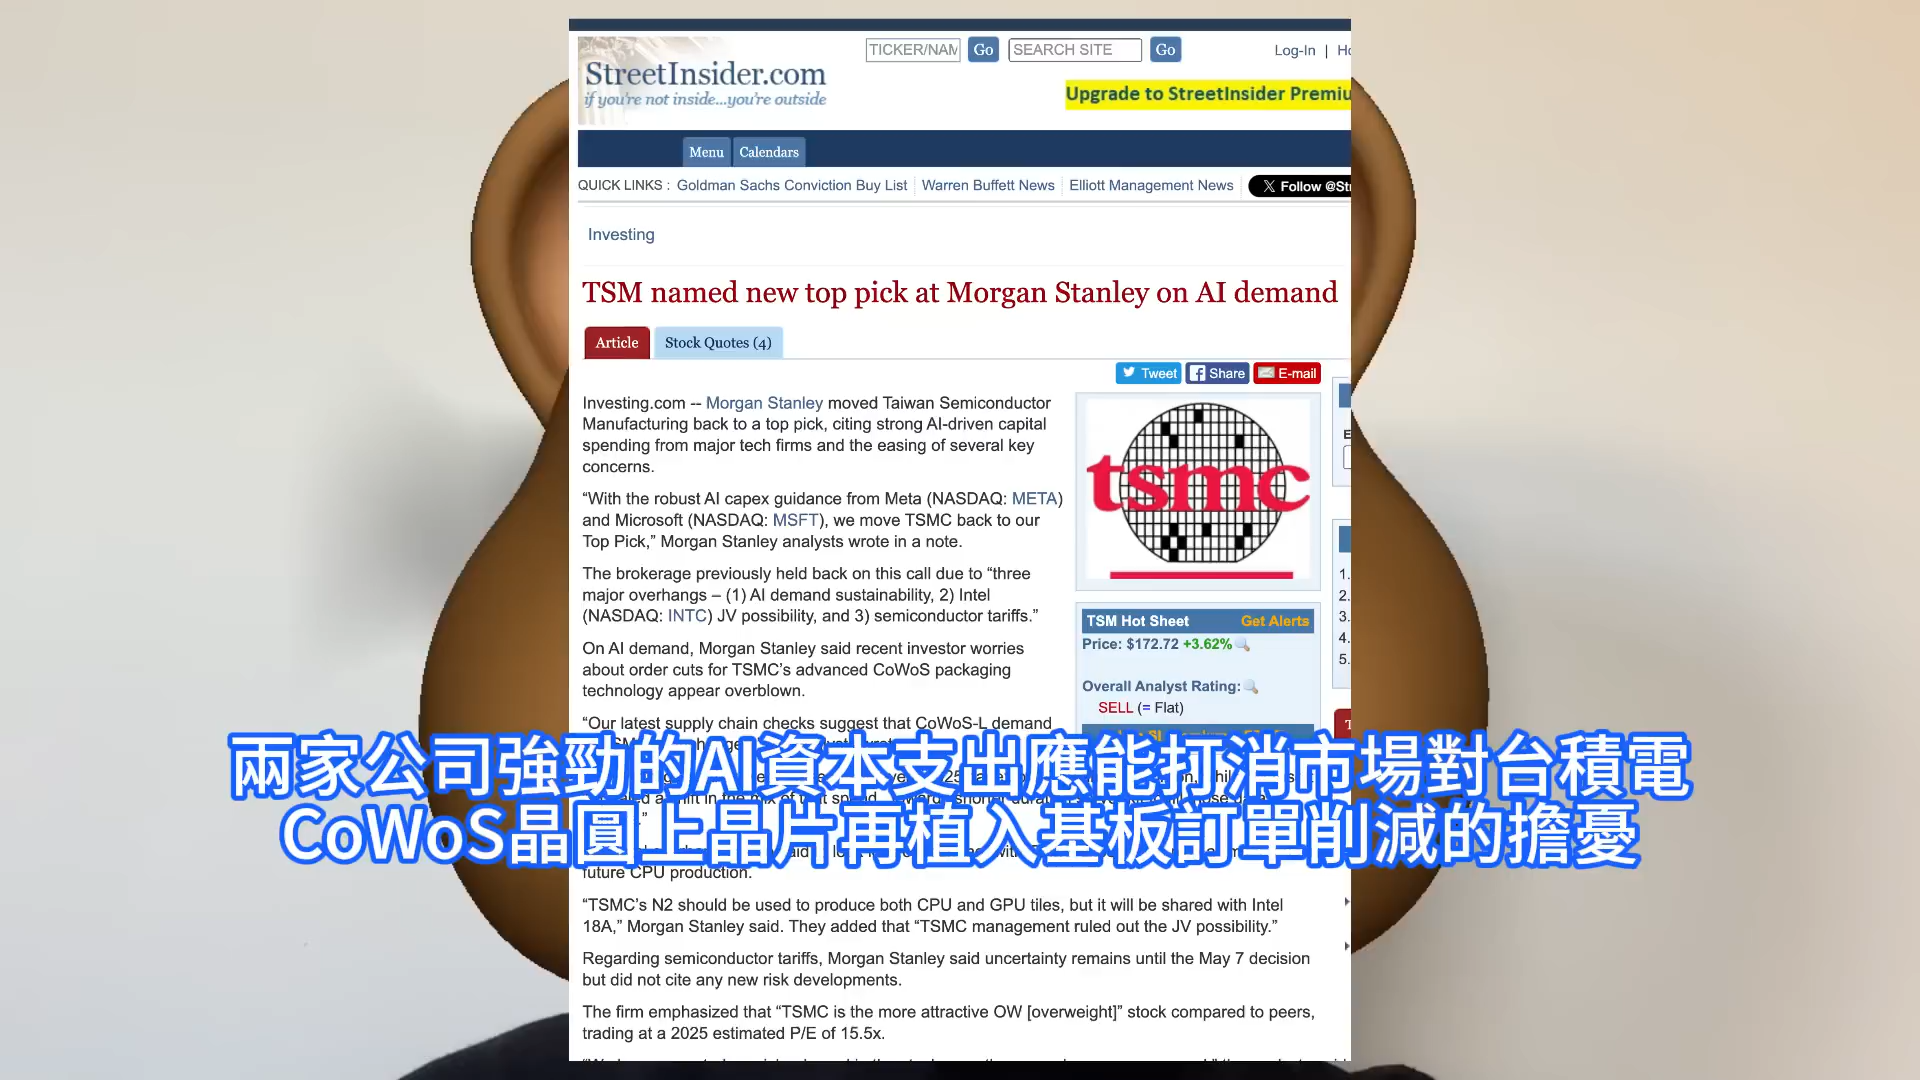 StreetInsider.com
if you're not inside...you're outside
TICKER/NAM Go SEARCH SITE Go
Log-In |
Upgrade to StreetInsider Premiu
Menu Calendars
QUICK LINKS : Goldman Sachs Conviction Buy List Warren Buffett News Elliott Management News
X Follow @St
Investing
TSM named new top pick at Morgan Stanley on AI demand
Article Stock Quotes (4)
Tweet Share E-mail
Investing.com -- Morgan Stanley moved Taiwan Semiconductor
Manufacturing back to a top pick, citing strong AI-driven capital
spending from major tech firms and the easing of several key
concerns.
“With the robust AI capex guidance from Meta (NASDAQ: META)
and Microsoft (NASDAQ: MSFT), we move TSMC back to our
Top Pick,” Morgan Stanley analysts wrote in a note.
The brokerage previously held back on this call due to “three
major overhangs – (1) AI demand sustainability, 2) Intel
(NASDAQ: INTC) JV possibility, and 3) semiconductor tariffs.”
On AI demand, Morgan Stanley said recent investor worries
about order cuts for TSMC’s advanced CoWoS packaging
technology appear overblown.
“Our latest supply chain checks suggest that CoWoS-L demand
tsmc
TSM Hot Sheet Get Alerts
Price: $172.72 +3.62%
Overall Analyst Rating:
SELL (= Flat)
1.
2.
3.
4.
5.
兩家公司強勁的AI資本支出應能打消市場對台積電
CoWoS晶圓上晶片再植入基板訂單削減的擔憂
future CPU production.
“TSMC’s N2 should be used to produce both CPU and GPU tiles, but it will be shared with Intel
18A,” Morgan Stanley said. They added that “TSMC management ruled out the JV possibility.”
Regarding semiconductor tariffs, Morgan Stanley said uncertainty remains until the May 7 decision
but did not cite any new risk developments.
The firm emphasized that “TSMC is the more attractive OW [overweight]” stock compared to peers,
trading at a 2025 estimated P/E of 15.5x.